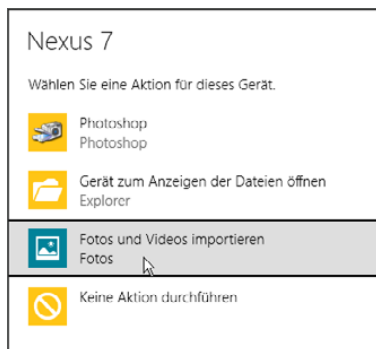 Nexus 7
Wählen Sie eine Aktion für dieses Gerät.
Photoshop
Photoshop
Gerät zum Anzeigen der Dateien öffnen
Explorer
Fotos und Videos importieren
Fotos
Keine Aktion durchführen